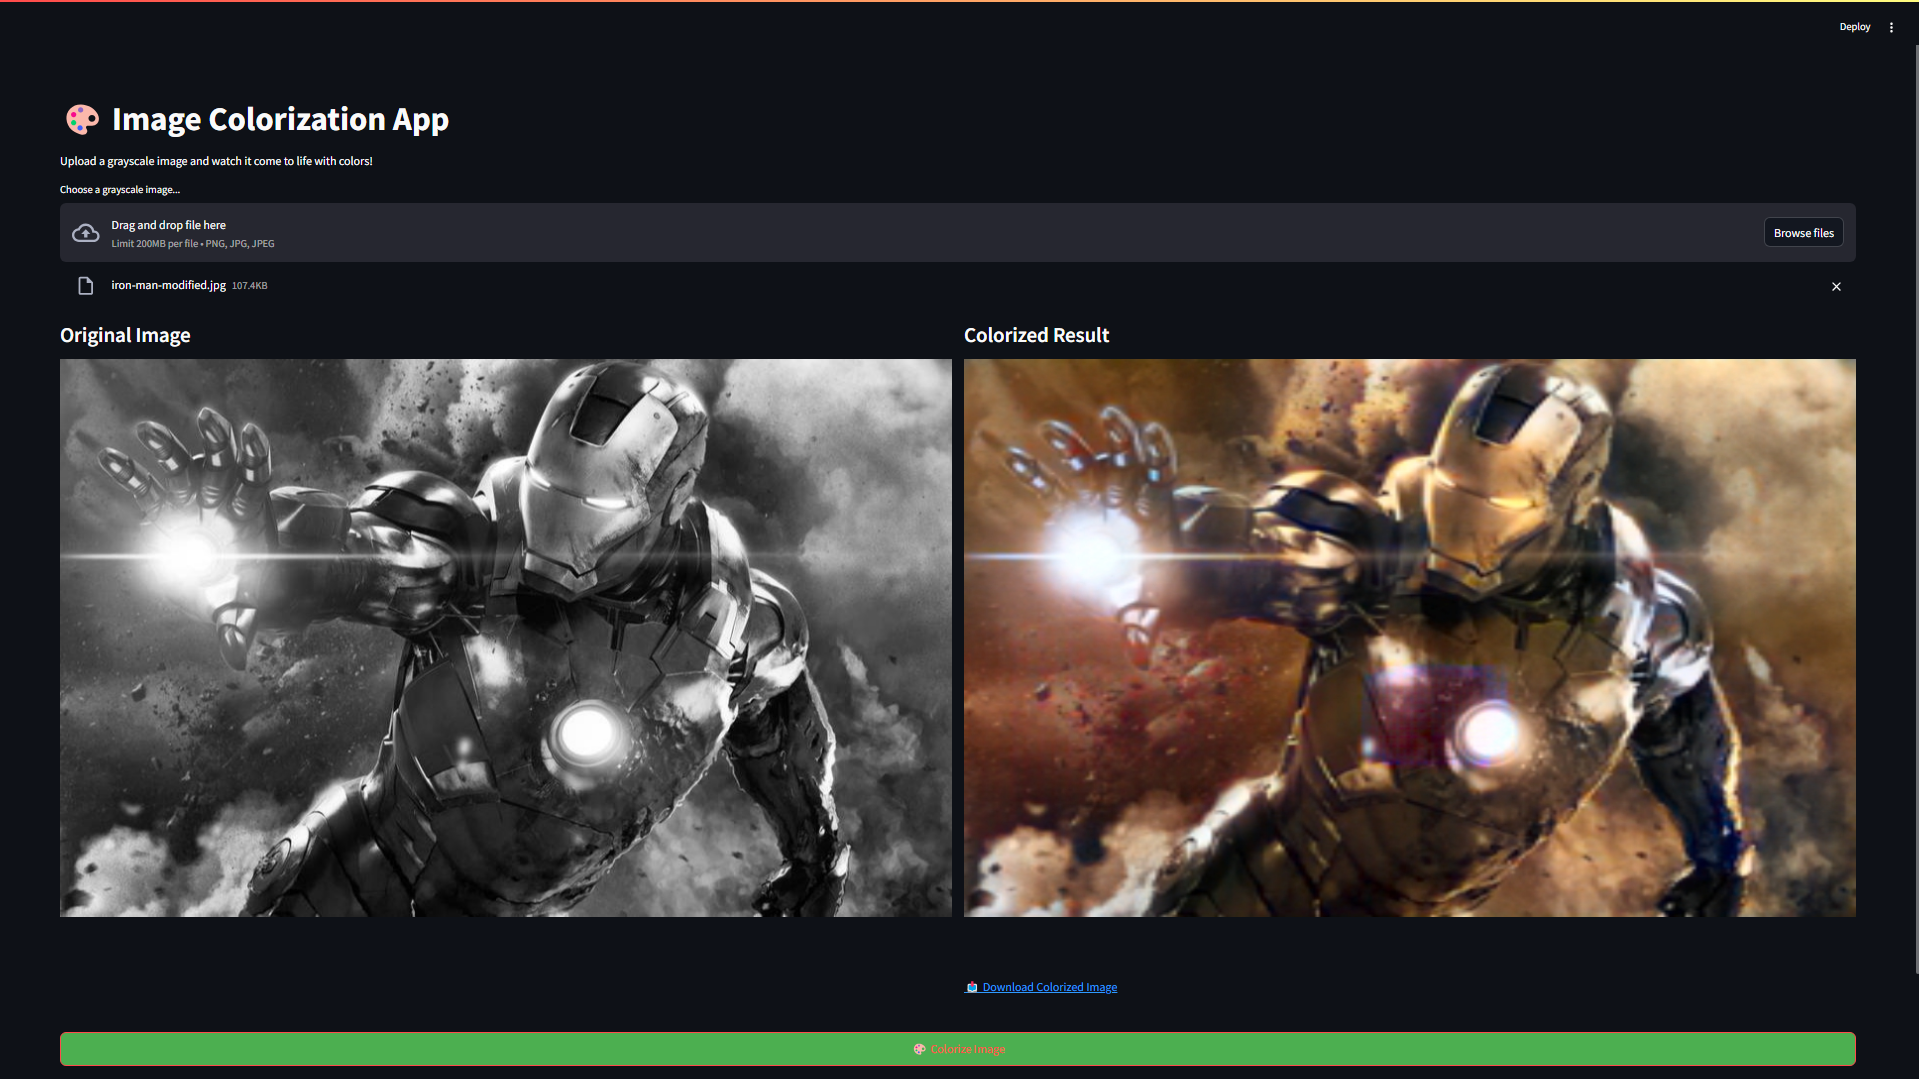 Deploy
Image Colorization App
Upload a grayscale image and watch it come to life with colors!
Choose a grayscale image...
Drag and drop file here
Limit 200MB per file • PNG, JPG, JPEG
Browse files
iron-man-modified.jpg 107.4KB
Original Image
Colorized Result
Download Colorized Image
Colorize Image